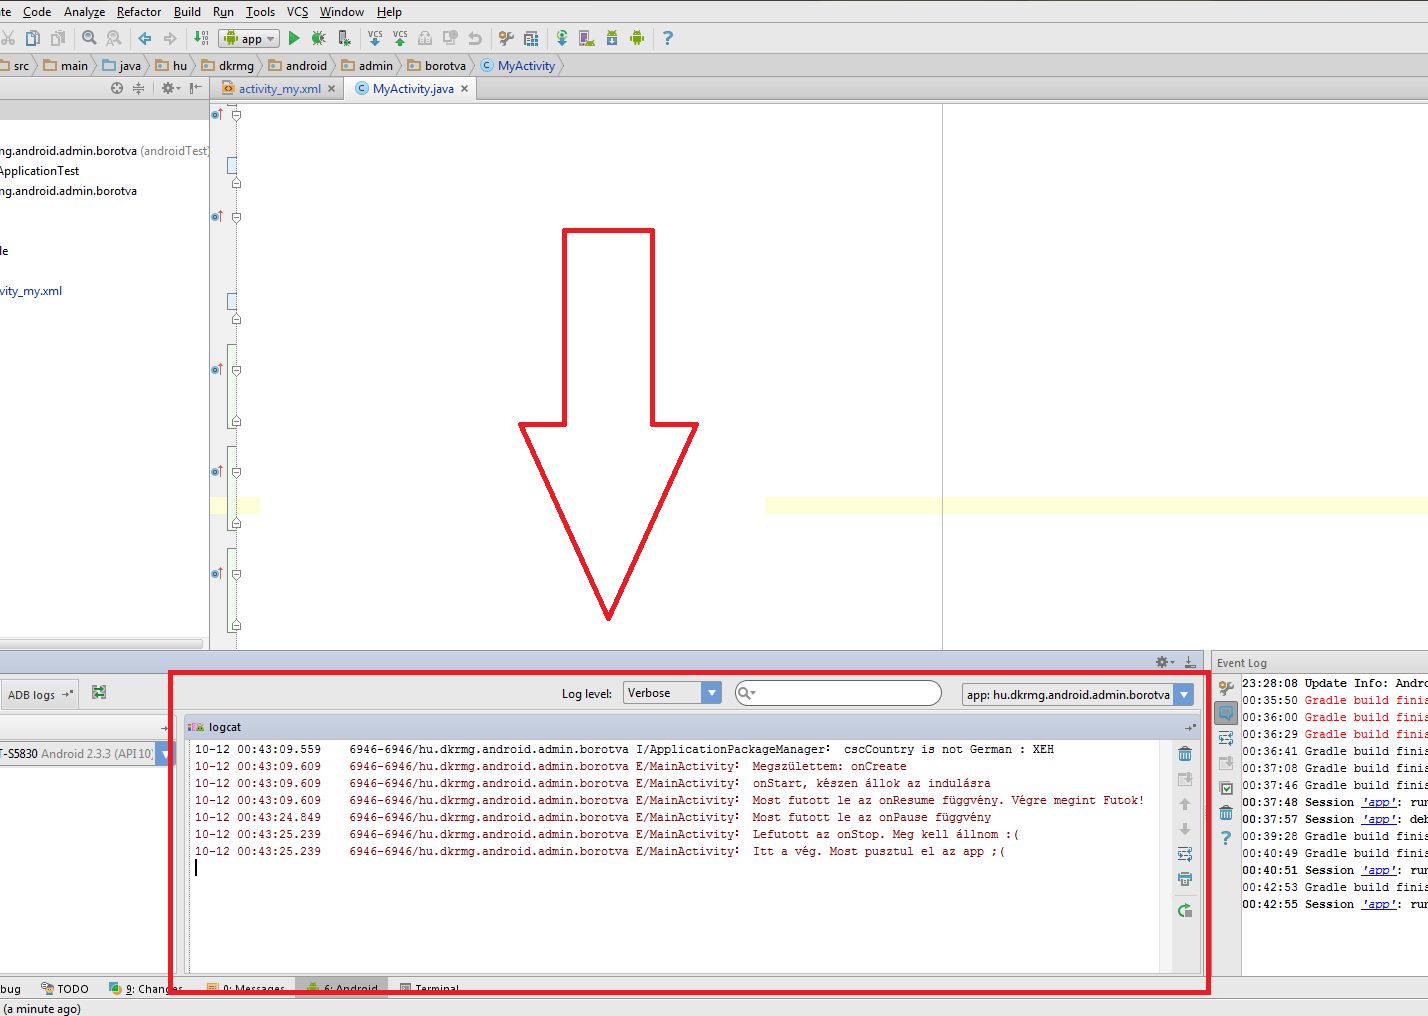 ate Code Analyze Refactor Build Run Tools VCS Window Help
app VCS VCS ?
src main java hu dkrmg android admin borotva MyActivity
activity_my.xml MyActivity.java
mg.android.admin.borotva (androidTest)
ApplicationTest
mg.android.admin.borotva
le
ivity_my.xml
Event Log
ADB logs
Log level: Verbose app: hu.dkrmg.android.admin.borotva
logcat
T-S5830 Android 2.3.3 (API 10)
10-12 00:43:09.559 6946-6946/hu.dkrmg.android.admin.borotva I/ApplicationPackageManager: cscCountry is not German : XEH
10-12 00:43:09.609 6946-6946/hu.dkrmg.android.admin.borotva E/MainActivity: Megszülettem: onCreate
10-12 00:43:09.609 6946-6946/hu.dkrmg.android.admin.borotva E/MainActivity: onStart, készen állok az indulásra
10-12 00:43:09.609 6946-6946/hu.dkrmg.android.admin.borotva E/MainActivity: Most futott le az onResume függvény. Végre megint Futok!
10-12 00:43:24.849 6946-6946/hu.dkrmg.android.admin.borotva E/MainActivity: Most futott le az onPause függvény
10-12 00:43:25.239 6946-6946/hu.dkrmg.android.admin.borotva E/MainActivity: Lefutott az onStop. Meg kell állnom :(
10-12 00:43:25.239 6946-6946/hu.dkrmg.android.admin.borotva E/MainActivity: Itt a vég. Most pusztul el az app ;(
23:28:08 Update Info: Andro
00:35:50 Gradle build finis
00:36:00 Gradle build finis
00:36:29 Gradle build finis
00:36:41 Gradle build finis
00:37:08 Gradle build finis
00:37:46 Gradle build finis
00:37:48 Session 'app': run
00:37:57 Session 'app': deb
00:39:28 Gradle build finis
00:40:49 Gradle build finis
00:40:51 Session 'app': run
00:42:53 Gradle build finis
00:42:55 Session 'app': run
bug TODO 9: Changes 0: Messages 6: Android Terminal
(a minute ago)